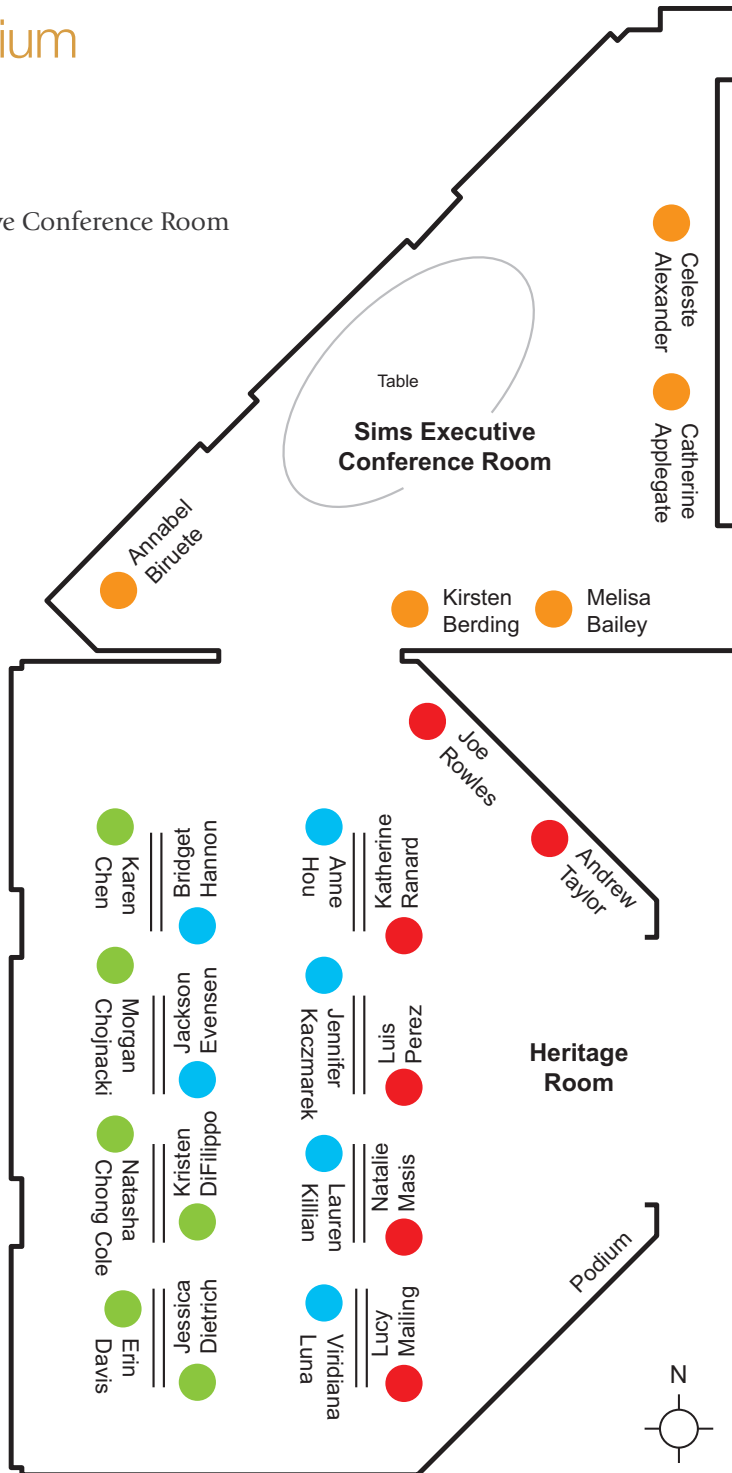 ium
ve Conference Room
Celeste
Alexander
Table
Sims Executive
Conference Room
Catherine
Applegate
Annabel
Biruete
Kirsten
Berding
Melisa
Bailey
Joe
Rowles
Andrew
Taylor
Karen
Chen
Bridget
Hannon
Anne
Hou
Katherine
Ranard
Morgan
Chojnacki
Jackson
Evensen
Jennifer
Kaczmarek
Luis
Perez
Heritage
Room
Natasha
Chong Cole
Kristen
DiFilippo
Lauren
Killian
Natalie
Masis
Podium
Erin
Davis
Jessica
Dietrich
Viridiana
Luna
Lucy
Mailing
N